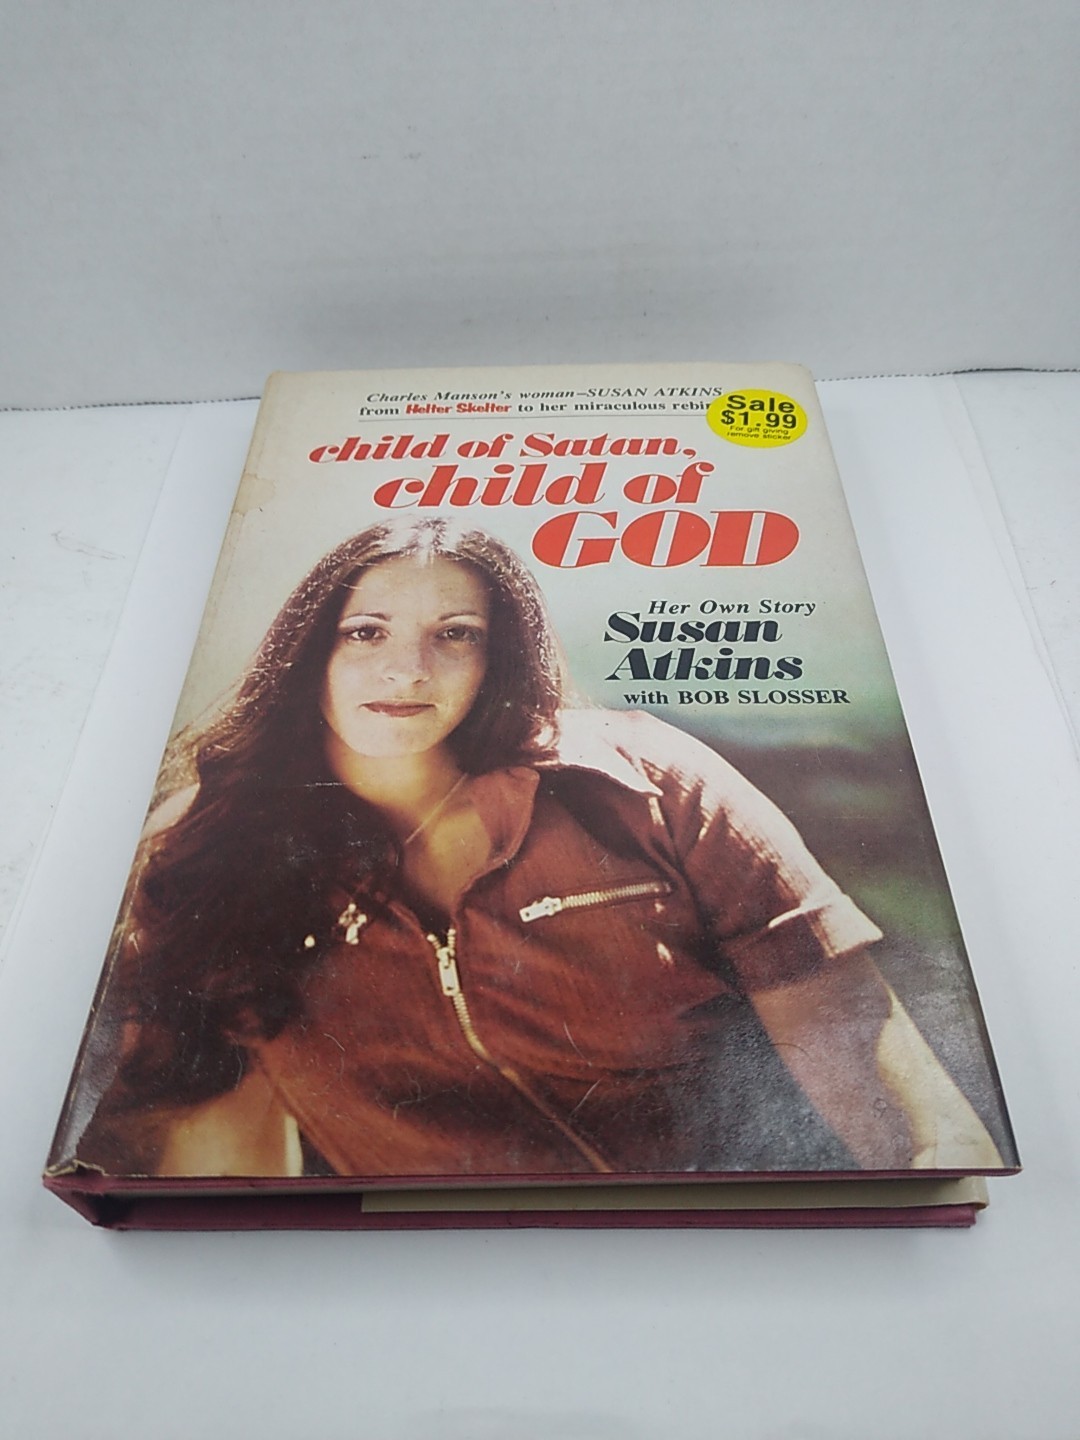 Charles Manson's woman–SUSAN ATKINS
from Helter Skelter to her miraculous
child of Satan,
child of
GOD
Her Own Story
Susan
Atkins
with BOB SLOSSER
Sale
$1.99
For gift giving
remove sticker